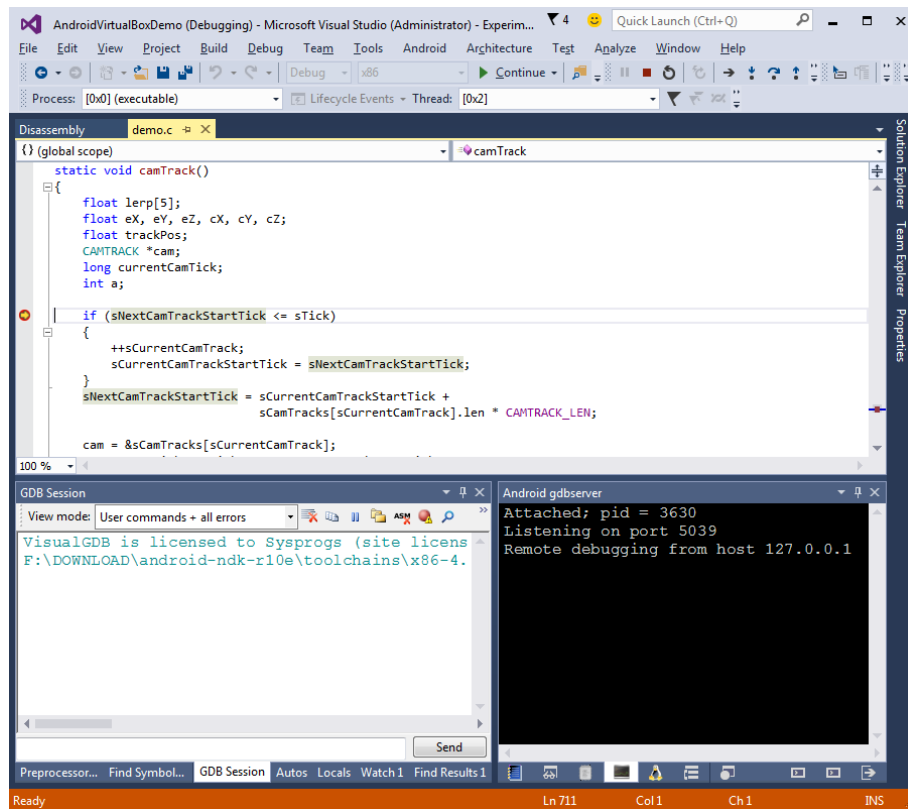 AndroidVirtualBoxDemo (Debugging) - Microsoft Visual Studio (Administrator) - Experim... 4 Quick Launch (Ctrl+Q)
File Edit View Project Build Debug Team Tools Android Architecture Test Analyze Window Help
Debug x86 Continue
Process: [0x0] (executable) Lifecycle Events Thread: [0x2]
Disassembly demo.c
{} (global scope) camTrack
static void camTrack()
{
float lerp[5];
float eX, eY, eZ, cX, cY, cZ;
float trackPos;
CAMTRACK *cam;
long currentCamTick;
int a;
if (sNextCamTrackStartTick <= sTick)
{
++sCurrentCamTrack;
sCurrentCamTrackStartTick = sNextCamTrackStartTick;
}
sNextCamTrackStartTick = sCurrentCamTrackStartTick +
sCamTracks[sCurrentCamTrack].len * CAMTRACK_LEN;
cam = &sCamTracks[sCurrentCamTrack];
100 %
Solution Explorer
Team Explorer
Properties
GDB Session
View mode: User commands + all errors ASM
VisualGDB is licensed to Sysprogs (site licens
F:\DOWNLOAD\android-ndk-r10e\toolchains\x86-4.
Send
Preprocessor... Find Symbol... GDB Session Autos Locals Watch 1 Find Results 1
Android gdbserver
Attached; pid = 3630
Listening on port 5039
Remote debugging from host 127.0.0.1
Ready Ln 711 Col 1 Ch 1 INS